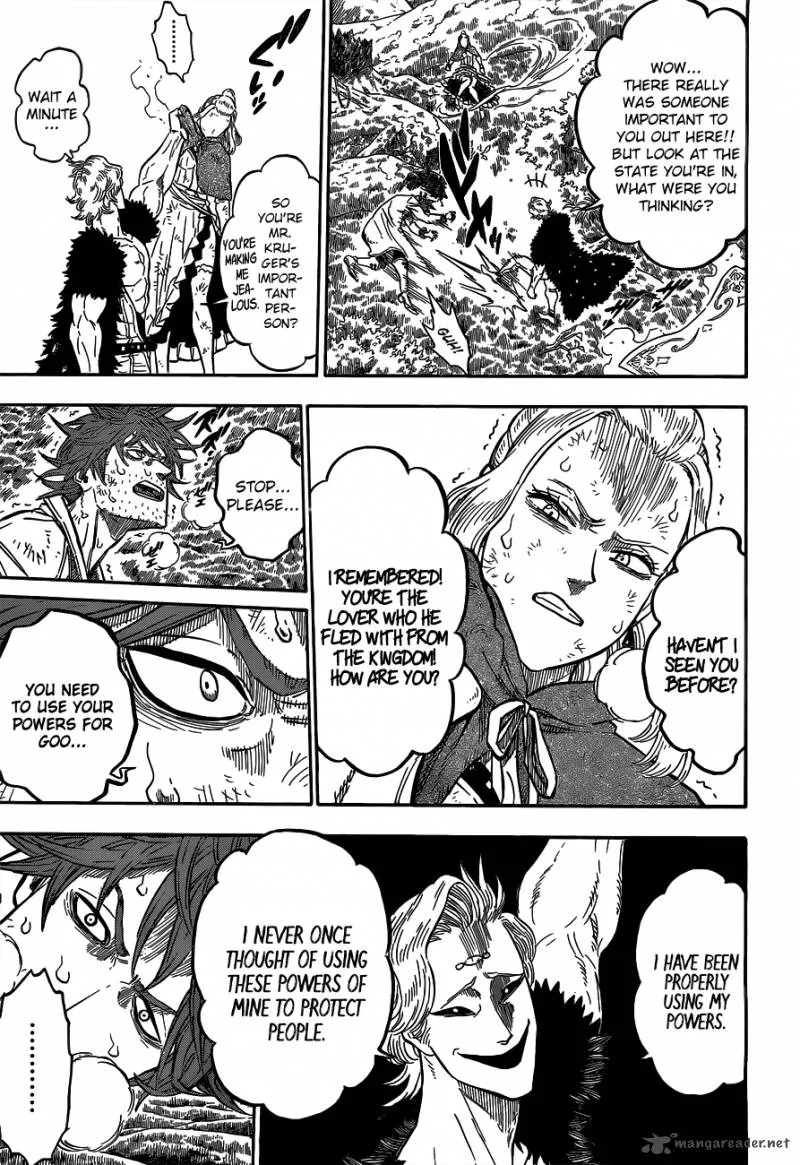 WOW...
THERE REALLY
WAS SOMEONE
IMPORTANT TO
YOU OUT HERE!!
BUT LOOK AT THE
STATE YOU'RE IN,
WHAT WERE YOU
THINKING?
GUH!
.........
WAIT A
MINUTE
...
SO
YOU'RE
MR.
KRU-
GER'S
IMPOR-
TANT
PER-
SON?
YOU'RE
MAKING
ME
JEA-
LOUS.
HAVEN'T I
SEEN YOU
BEFORE?
I REMEMBERED!
YOU'RE THE
LOVER WHO HE
FLED WITH FROM
THE KINGDOM!
HOW ARE YOU?
STOP...
PLEASE...
YOU NEED
TO USE YOUR
POWERS FOR
GOO...
I HAVE BEEN
PROPERLY
USING MY
POWERS.
I NEVER ONCE
THOUGHT OF USING
THESE POWERS OF
MINE TO PROTECT
PEOPLE.
.........
mangareader.net